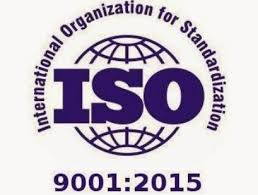 International Organization for Standardization
ISO
9001:2015